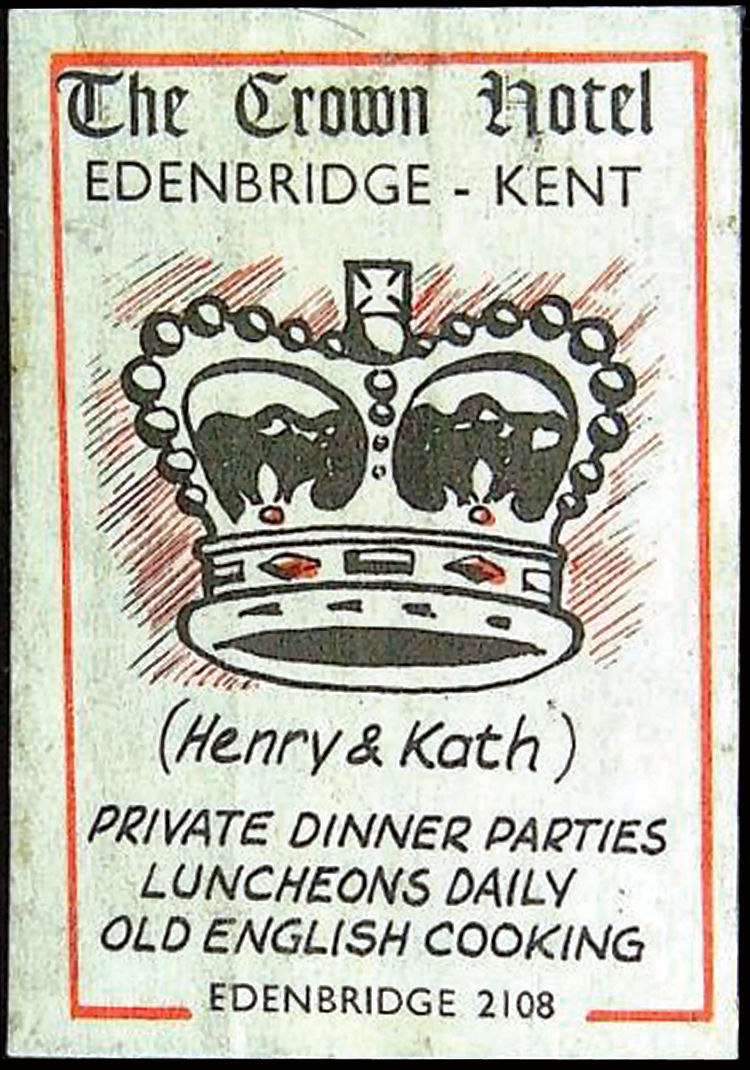 The Crown Hotel
EDENBRIDGE - KENT
(Henry & Kath)
PRIVATE DINNER PARTIES
LUNCHEONS DAILY
OLD ENGLISH COOKING
EDENBRIDGE 2108